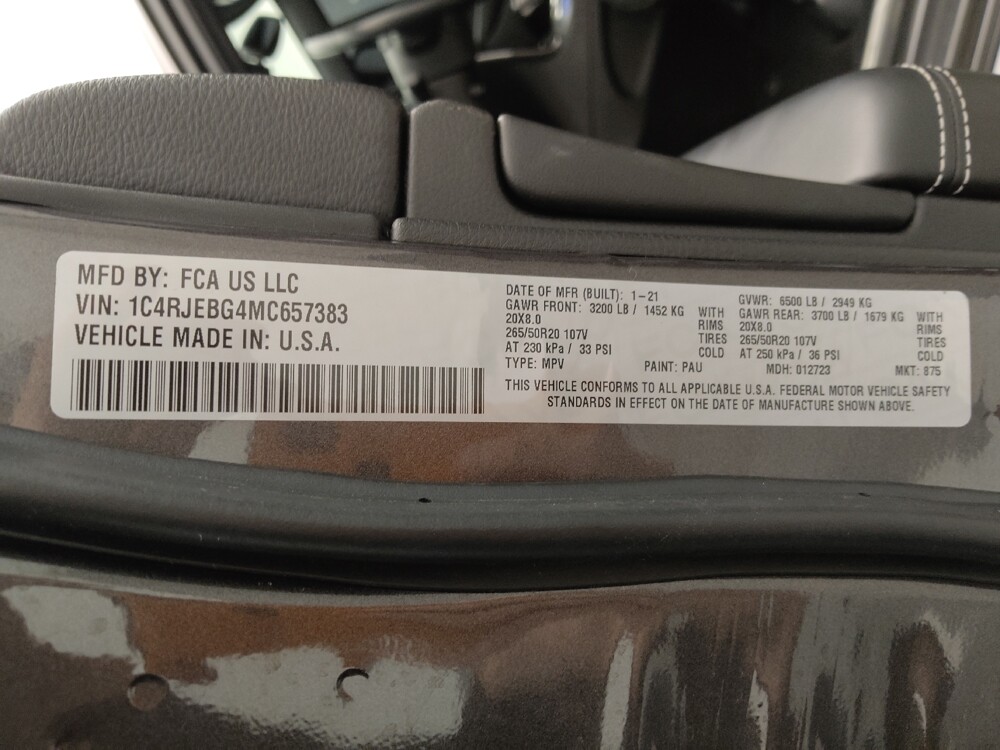 MFD BY: FCA US LLC
VIN: 1C4RJEBG4MC657383
VEHICLE MADE IN: U.S.A.
DATE OF MFR (BUILT): 1-21
GAWR FRONT: 3200 LB / 1452 KG WITH
20X8.0 RIMS
265/50R20 107V TIRES
AT 230 kPa / 33 PSI COLD
TYPE: MPV
GVWR: 6500 LB / 2949 KG
GAWR REAR: 3700 LB / 1679 KG WITH
20X8.0 RIMS
265/50R20 107V TIRES
AT 250 kPa / 36 PSI COLD
PAINT: PAU MDH: 012723 MKT: 875
THIS VEHICLE CONFORMS TO ALL APPLICABLE U.S.A. FEDERAL MOTOR VEHICLE SAFETY
STANDARDS IN EFFECT ON THE DATE OF MANUFACTURE SHOWN ABOVE.